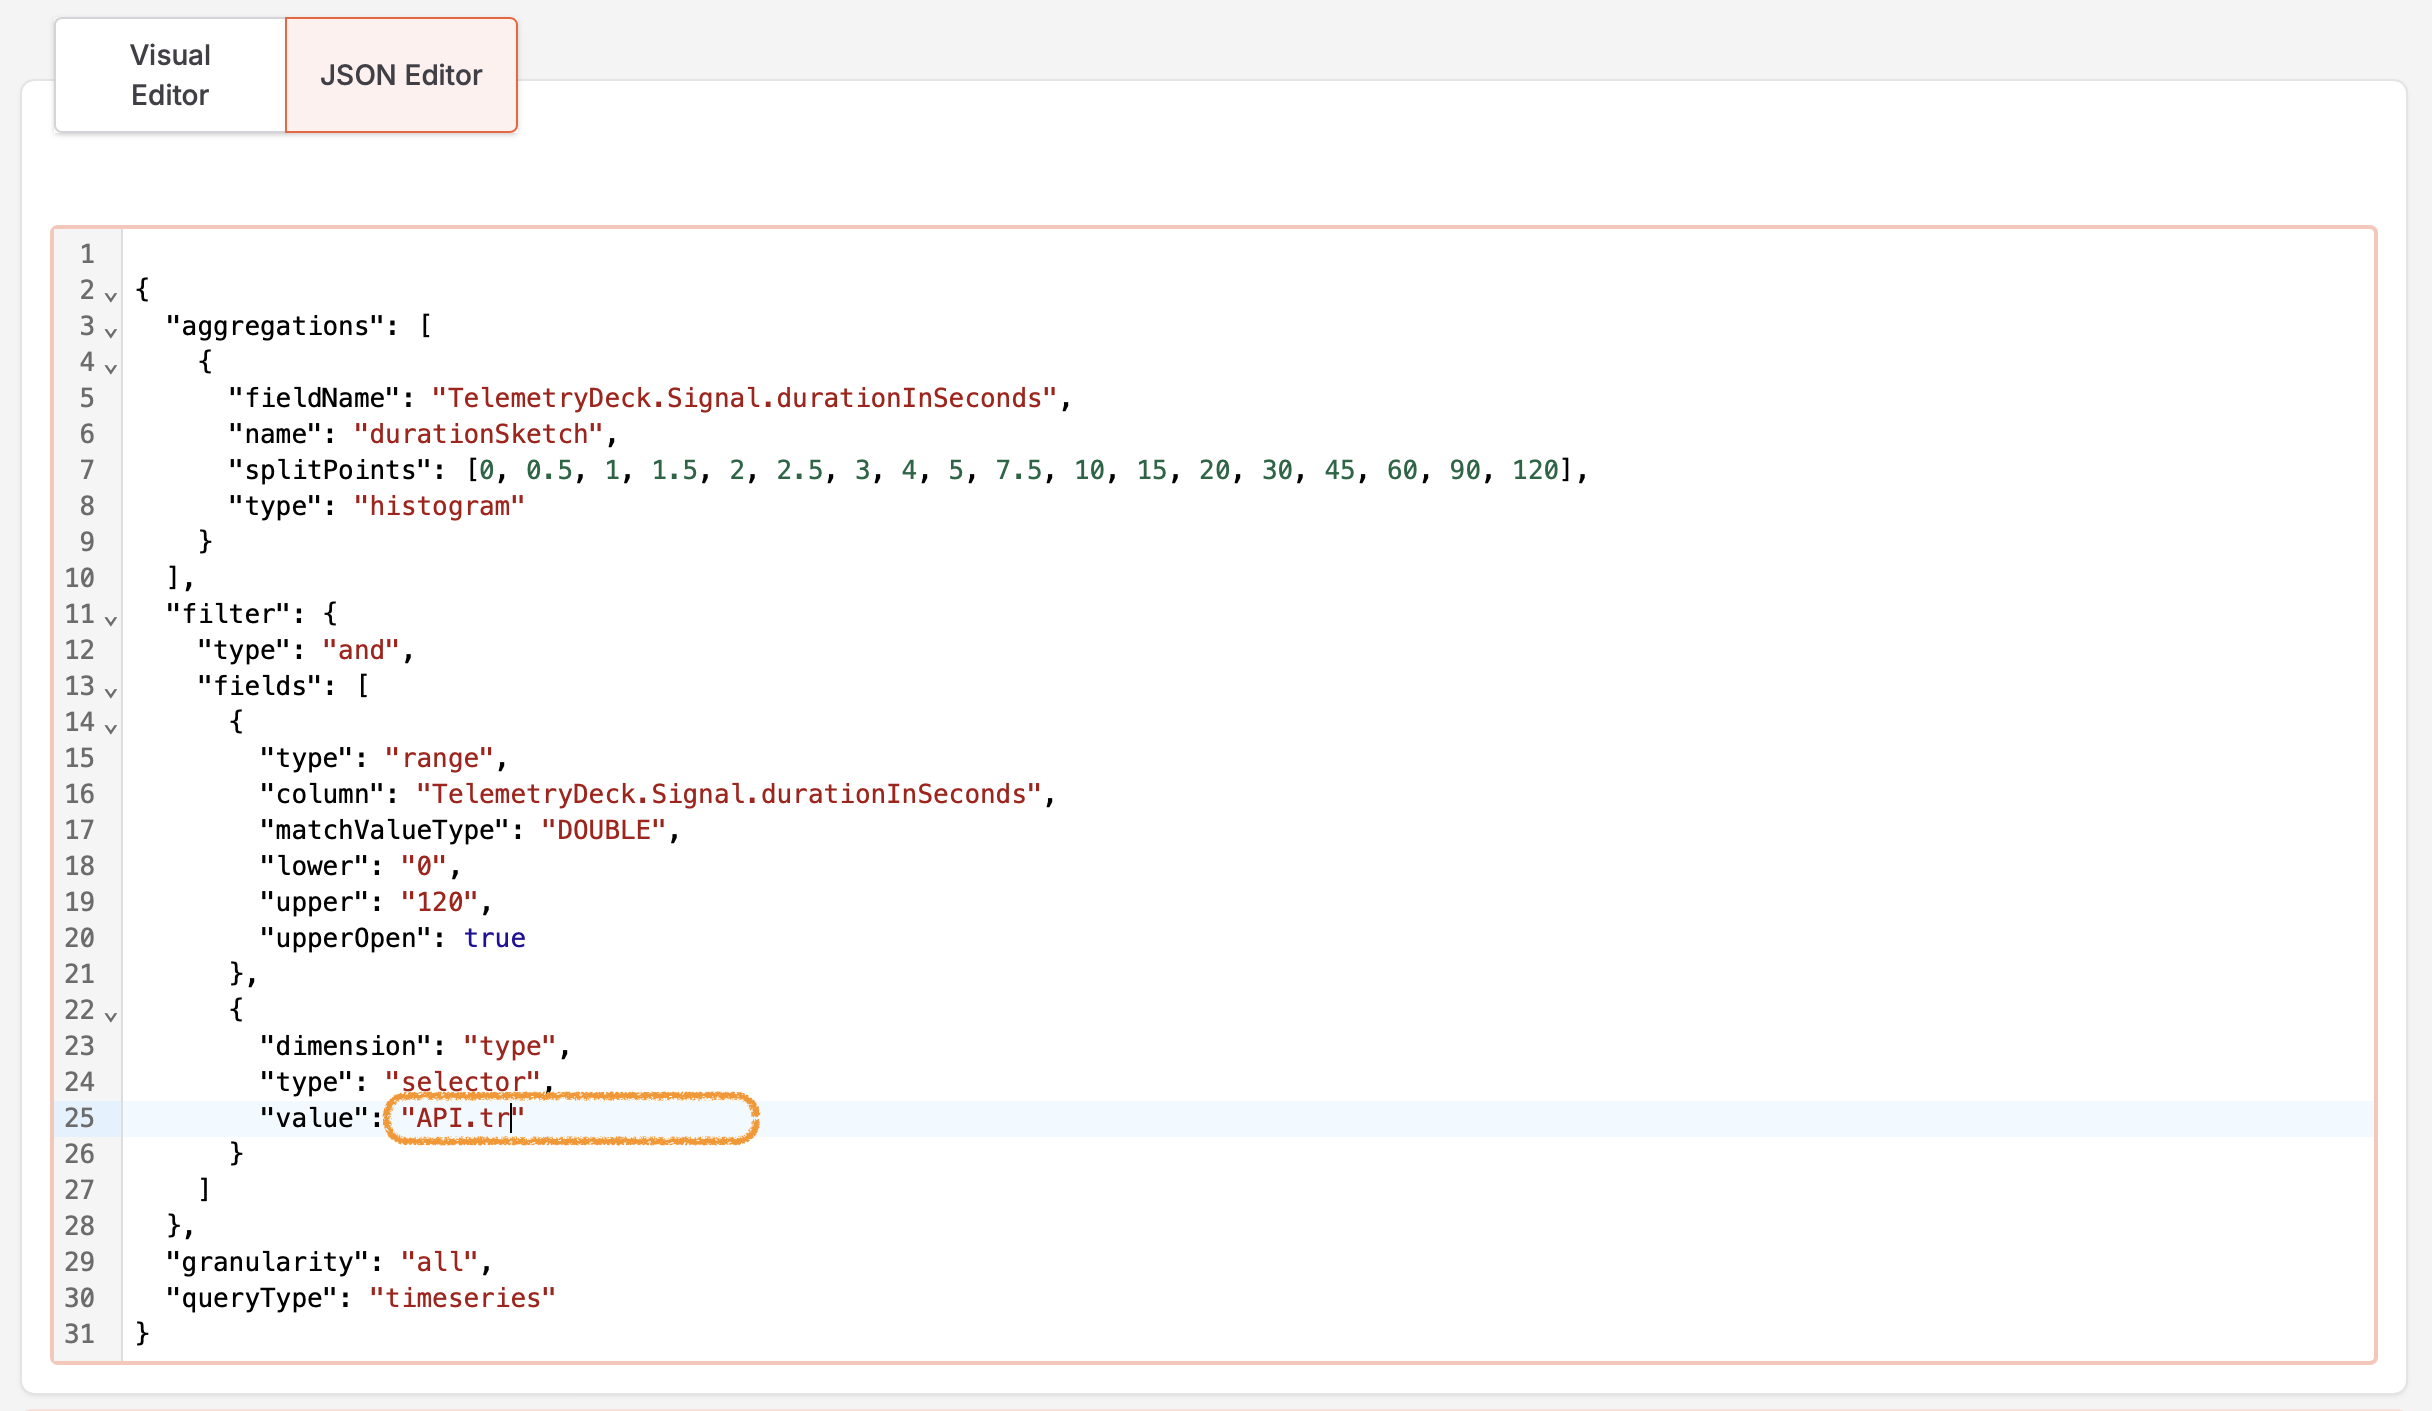 Visual
Editor
JSON Editor
1
2 {
3   "aggregations": [
4     {
5       "fieldName": "TelemetryDeck.Signal.durationInSeconds",
6       "name": "durationSketch",
7       "splitPoints": [0, 0.5, 1, 1.5, 2, 2.5, 3, 4, 5, 7.5, 10, 15, 20, 30, 45, 60, 90, 120],
8       "type": "histogram"
9     }
10   ],
11   "filter": {
12     "type": "and",
13     "fields": [
14       {
15         "type": "range",
16         "column": "TelemetryDeck.Signal.durationInSeconds",
17         "matchValueType": "DOUBLE",
18         "lower": "0",
19         "upper": "120",
20         "upperOpen": true
21       },
22       {
23         "dimension": "type",
24         "type": "selector",
25         "value": "API.tr"
26       }
27     ]
28   },
29   "granularity": "all",
30   "queryType": "timeseries"
31 }